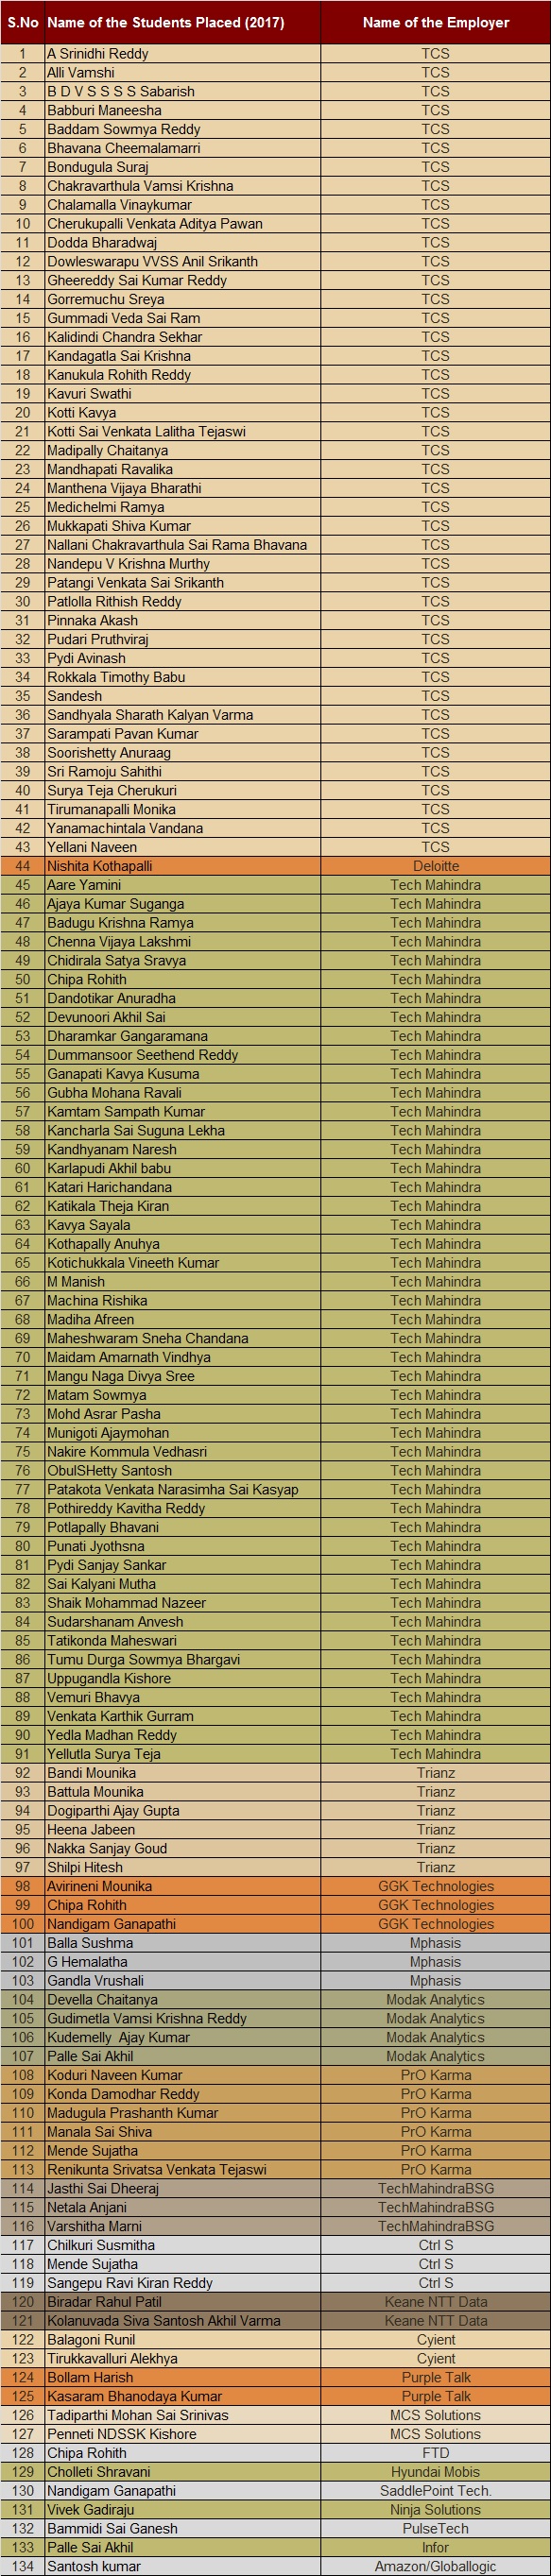 S.No Name of the Students Placed (2017) Name of the Employer
1 A Srinidhi Reddy TCS
2 Alli Vamshi TCS
3 B D V S S S S Sabarish TCS
4 Babburi Maneesha TCS
5 Baddam Sowmya Reddy TCS
6 Bhavana Cheemalamarri TCS
7 Bondugula Suraj TCS
8 Chakravarthula Vamsi Krishna TCS
9 Chalamalla Vinaykumar TCS
10 Cherukupalli Venkata Aditya Pawan TCS
11 Dodda Bharadwaj TCS
12 Dowleswarapu VVSS Anil Srikanth TCS
13 Gheereddy Sai Kumar Reddy TCS
14 Gorremuchu Sreya TCS
15 Gummadi Veda Sai Ram TCS
16 Kalidindi Chandra Sekhar TCS
17 Kandagatla Sai Krishna TCS
18 Kanukula Rohith Reddy TCS
19 Kavuri Swathi TCS
20 Kotti Kavya TCS
21 Kotti Sai Venkata Lalitha Tejaswi TCS
22 Madipally Chaitanya TCS
23 Mandhapati Ravalika TCS
24 Manthena Vijaya Bharathi TCS
25 Medichelmi Ramya TCS
26 Mukkapati Shiva Kumar TCS
27 Nallani Chakravarthula Sai Rama Bhavana TCS
28 Nandepu V Krishna Murthy TCS
29 Patangi Venkata Sai Srikanth TCS
30 Patlolla Rithish Reddy TCS
31 Pinnaka Akash TCS
32 Pudari Pruthviraj TCS
33 Pydi Avinash TCS
34 Rokkala Timothy Babu TCS
35 Sandesh TCS
36 Sandhyala Sharath Kalyan Varma TCS
37 Sarampati Pavan Kumar TCS
38 Soorishetty Anuraag TCS
39 Sri Ramoju Sahithi TCS
40 Surya Teja Cherukuri TCS
41 Tirumanapalli Monika TCS
42 Yanamachintala Vandana TCS
43 Yellani Naveen TCS
44 Nishita Kothapalli Deloitte
45 Aare Yamini Tech Mahindra
46 Ajaya Kumar Suganga Tech Mahindra
47 Badugu Krishna Ramya Tech Mahindra
48 Chenna Vijaya Lakshmi Tech Mahindra
49 Chidirala Satya Sravya Tech Mahindra
50 Chipa Rohith Tech Mahindra
51 Dandotikar Anuradha Tech Mahindra
52 Devunoori Akhil Sai Tech Mahindra
53 Dharamkar Gangaramana Tech Mahindra
54 Dummansoor Seethend Reddy Tech Mahindra
55 Ganapati Kavya Kusuma Tech Mahindra
56 Gubha Mohana Ravali Tech Mahindra
57 Kamtam Sampath Kumar Tech Mahindra
58 Kancharla Sai Suguna Lekha Tech Mahindra
59 Kandhyanam Naresh Tech Mahindra
60 Karlapudi Akhil babu Tech Mahindra
61 Katari Harichandana Tech Mahindra
62 Katikala Theja Kiran Tech Mahindra
63 Kavya Sayala Tech Mahindra
64 Kothapally Anuhya Tech Mahindra
65 Kotichukkala Vineeth Kumar Tech Mahindra
66 M Manish Tech Mahindra
67 Machina Rishika Tech Mahindra
68 Madiha Afreen Tech Mahindra
69 Maheshwaram Sneha Chandana Tech Mahindra
70 Maidam Amarnath Vindhya Tech Mahindra
71 Mangu Naga Divya Sree Tech Mahindra
72 Matam Sowmya Tech Mahindra
73 Mohd Asrar Pasha Tech Mahindra
74 Munigoti Ajaymohan Tech Mahindra
75 Nakire Kommula Vedhasri Tech Mahindra
76 ObulSHetty Santosh Tech Mahindra
77 Patakota Venkata Narasimha Sai Kasyap Tech Mahindra
78 Pothireddy Kavitha Reddy Tech Mahindra
79 Potlapally Bhavani Tech Mahindra
80 Punati Jyothsna Tech Mahindra
81 Pydi Sanjay Sankar Tech Mahindra
82 Sai Kalyani Mutha Tech Mahindra
83 Shaik Mohammad Nazeer Tech Mahindra
84 Sudarshanam Anvesh Tech Mahindra
85 Tatikonda Maheswari Tech Mahindra
86 Tumu Durga Sowmya Bhargavi Tech Mahindra
87 Uppugandla Kishore Tech Mahindra
88 Vemuri Bhavya Tech Mahindra
89 Venkata Karthik Gurram Tech Mahindra
90 Yedla Madhan Reddy Tech Mahindra
91 Yellutla Surya Teja Tech Mahindra
92 Bandi Mounika Trianz
93 Battula Mounika Trianz
94 Dogiparthi Ajay Gupta Trianz
95 Heena Jabeen Trianz
96 Nakka Sanjay Goud Trianz
97 Shilpi Hitesh Trianz
98 Avirineni Mounika GGK Technologies
99 Chipa Rohith GGK Technologies
100 Nandigam Ganapathi GGK Technologies
101 Balla Sushma Mphasis
102 G Hemalatha Mphasis
103 Gandla Vrushali Mphasis
104 Devella Chaitanya Modak Analytics
105 Gudimetla Vamsi Krishna Reddy Modak Analytics
106 Kudemelly Ajay Kumar Modak Analytics
107 Palle Sai Akhil Modak Analytics
108 Koduri Naveen Kumar PrO Karma
109 Konda Damodhar Reddy PrO Karma
110 Madugula Prashanth Kumar PrO Karma
111 Manala Sai Shiva PrO Karma
112 Mende Sujatha PrO Karma
113 Renikunta Srivatsa Venkata Tejaswi PrO Karma
114 Jasthi Sai Dheeraj TechMahindraBSG
115 Netala Anjani TechMahindraBSG
116 Varshitha Marni TechMahindraBSG
117 Chilkuri Susmitha Ctrl S
118 Mende Sujatha Ctrl S
119 Sangepu Ravi Kiran Reddy Ctrl S
120 Biradar Rahul Patil Keane NTT Data
121 Kolanuvada Siva Santosh Akhil Varma Keane NTT Data
122 Balagoni Runil Cyient
123 Tirukkavalluri Alekhya Cyient
124 Bollam Harish Purple Talk
125 Kasaram Bhanodaya Kumar Purple Talk
126 Tadiparthi Mohan Sai Srinivas MCS Solutions
127 Penneti NDSSK Kishore MCS Solutions
128 Chipa Rohith FTD
129 Cholleti Shravani Hyundai Mobis
130 Nandigam Ganapathi SaddlePoint Tech.
131 Vivek Gadiraju Ninja Solutions
132 Bammidi Sai Ganesh PulseTech
133 Palle Sai Akhil Infor
134 Santosh kumar Amazon/Globallogic